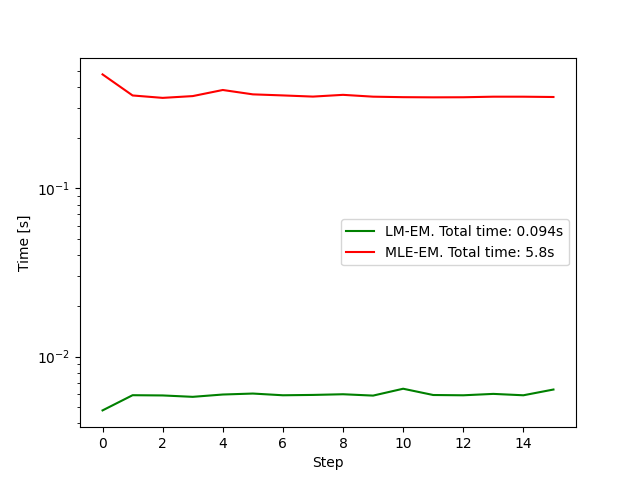 Time [s]
10⁻¹
10⁻²
LM-EM. Total time: 0.094s
MLE-EM. Total time: 5.8s
0 2 4 6 8 10 12 14
Step